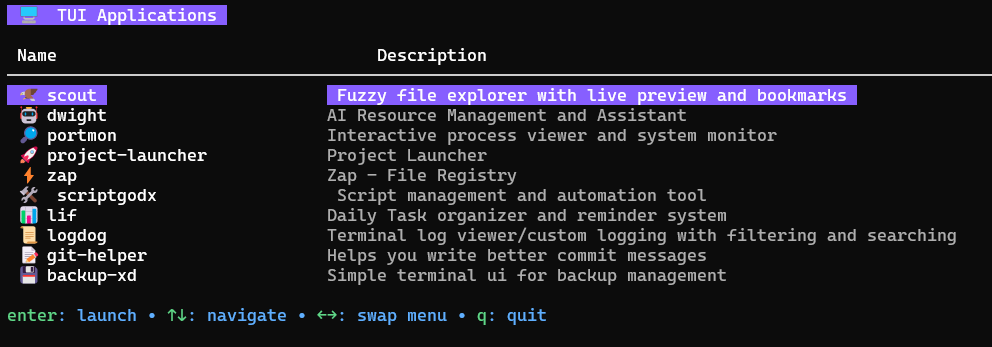 TUI Applications
Name Description
scout Fuzzy file explorer with live preview and bookmarks
dwight AI Resource Management and Assistant
portmon Interactive process viewer and system monitor
project-launcher Project Launcher
zap Zap - File Registry
scriptgodx Script management and automation tool
lif Daily Task organizer and reminder system
logdog Terminal log viewer/custom logging with filtering and searching
git-helper Helps you write better commit messages
backup-xd Simple terminal ui for backup management
enter: launch • ↑↓: navigate • ↔: swap menu • q: quit